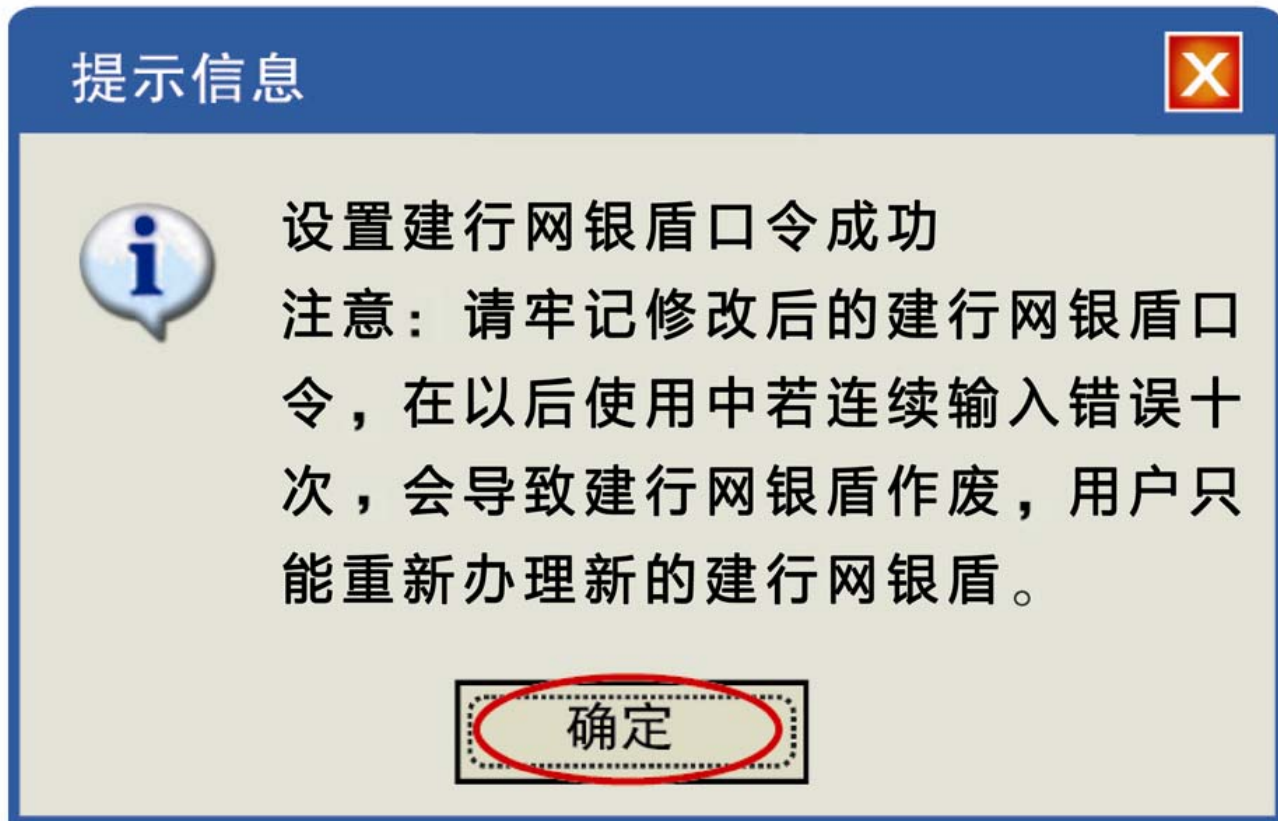 提示信息
设置建行网银盾口令成功
注意：请牢记修改后的建行网银盾口
令，在以后使用中若连续输入错误十
次，会导致建行网银盾作废，用户只
能重新办理新的建行网银盾。
确定